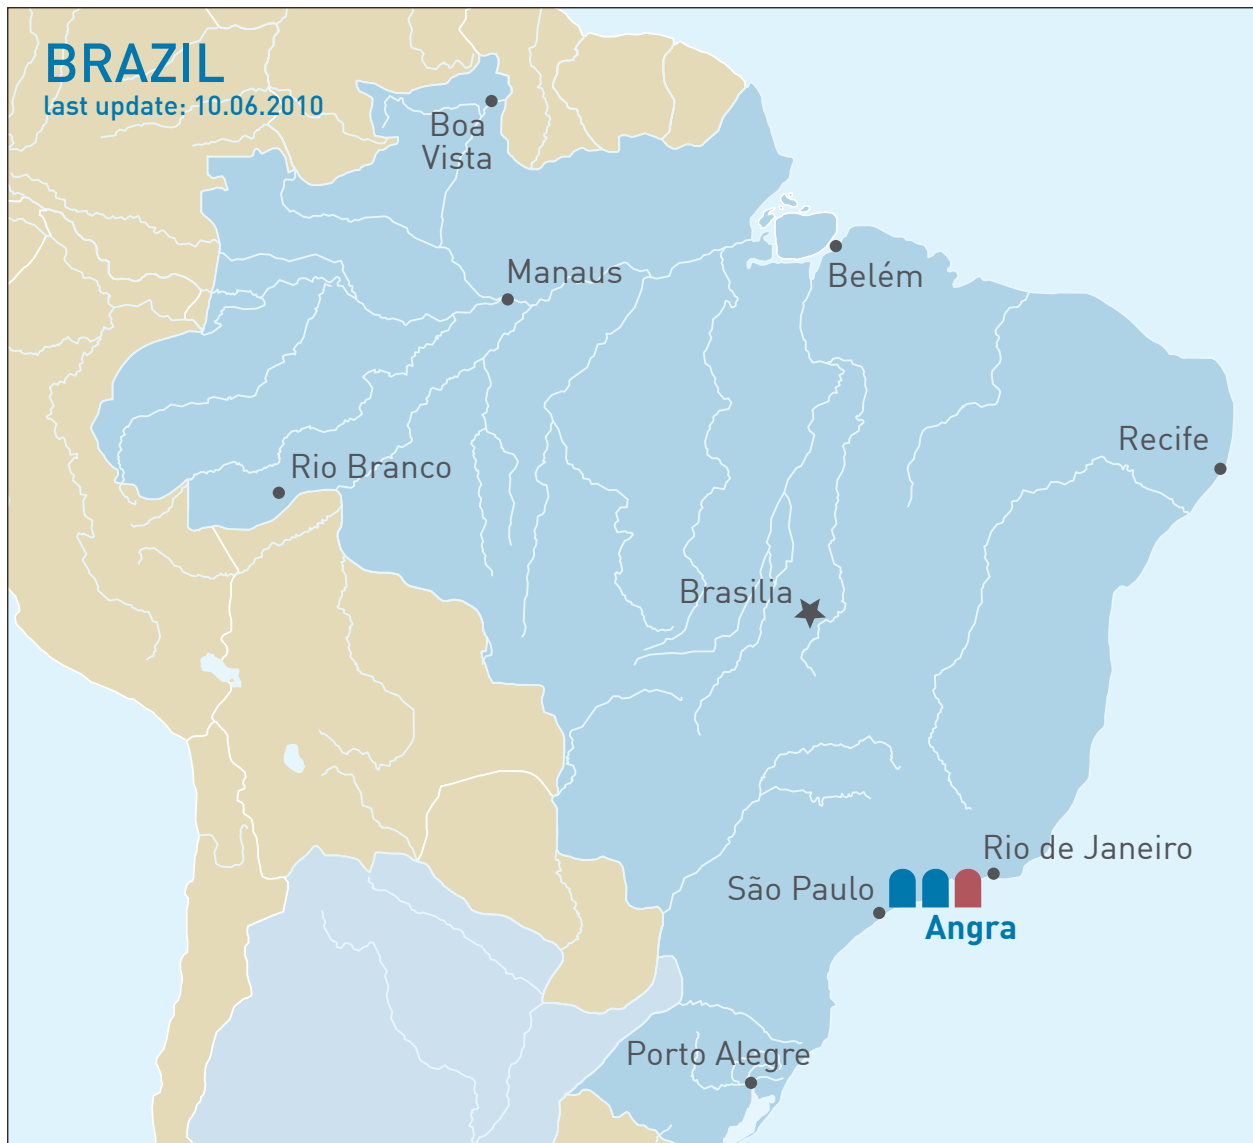 BRAZIL
last update: 10.06.2010
Boa
Vista
Manaus
Belém
Recife
Rio Branco
Brasilia
Rio de Janeiro
São Paulo
Angra
Porto Alegre